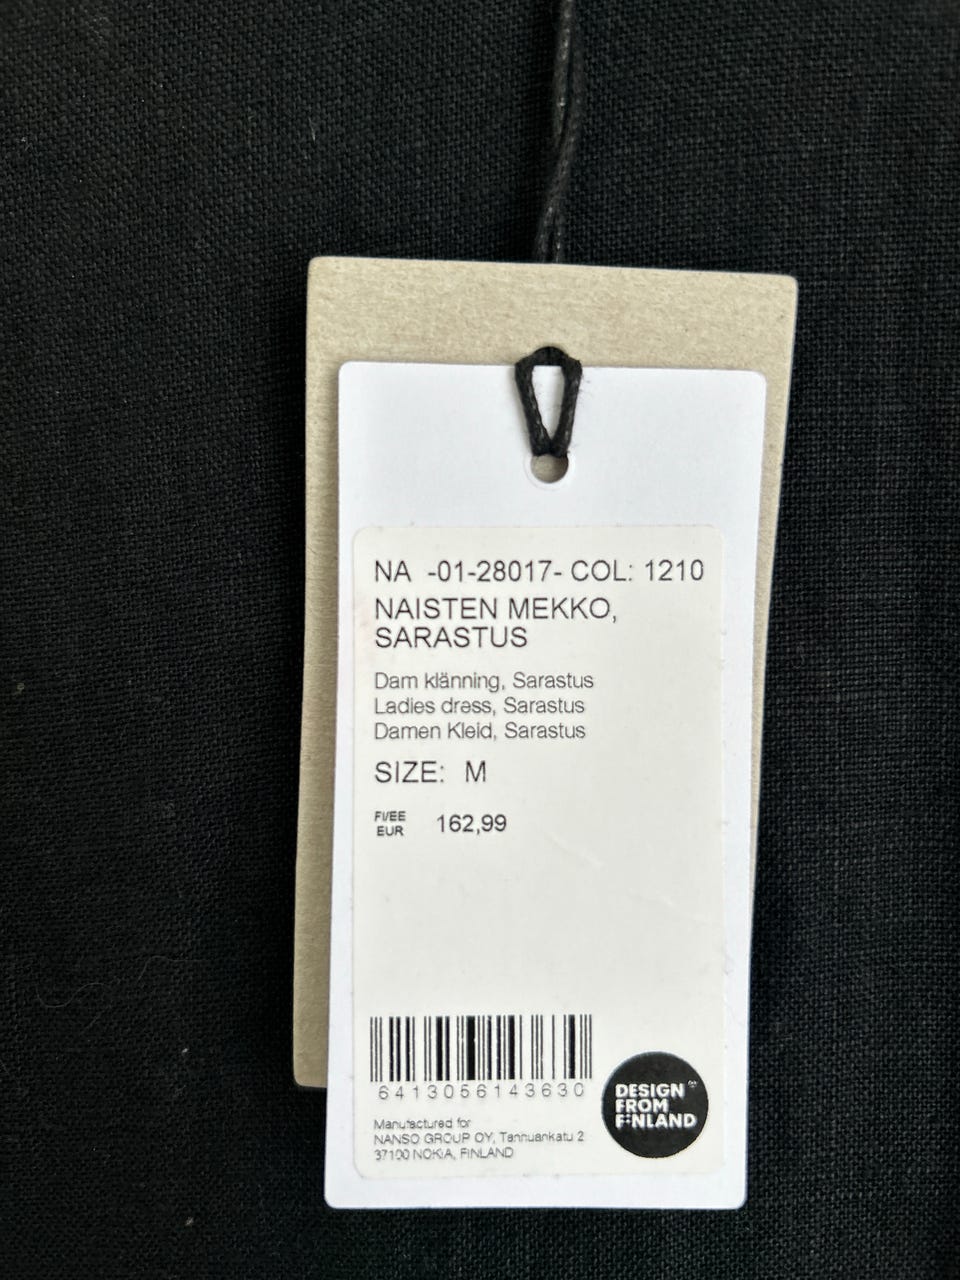 NA -01-28017- COL: 1210
NAISTEN MEKKO,
SARASTUS
Dam klänning, Sarastus
Ladies dress, Sarastus
Damen Kleid, Sarastus
SIZE: M
FI/EE
EUR 162,99
6413056143630
DESIGN
FROM
FINLAND
Manufactured for
NANSO GROUP OY, Tannuankatu 2
37100 NOKIA, FINLAND